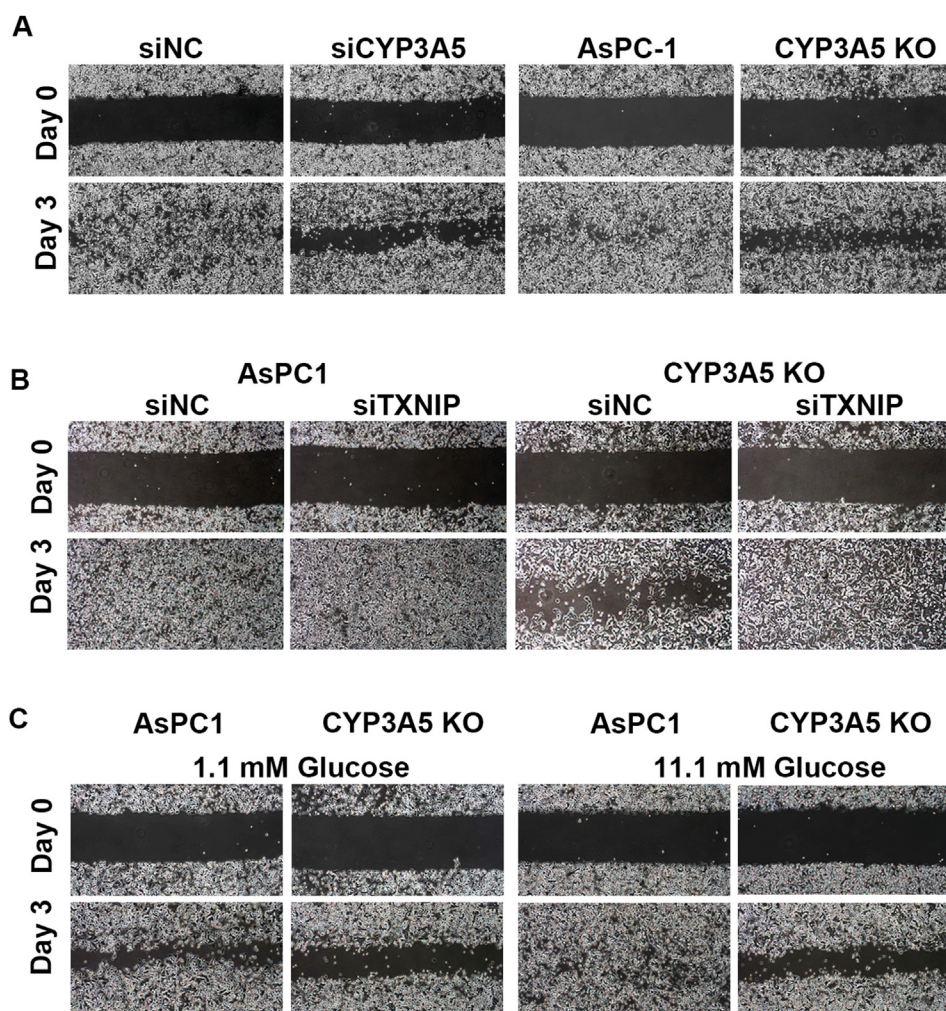 A
siNC siCYP3A5 AsPC-1 CYP3A5 KO
Day 0
Day 3
B
AsPC1 CYP3A5 KO
siNC siTXNIP siNC siTXNIP
Day 0
Day 3
C
AsPC1 CYP3A5 KO AsPC1 CYP3A5 KO
1.1 mM Glucose 11.1 mM Glucose
Day 0
Day 3